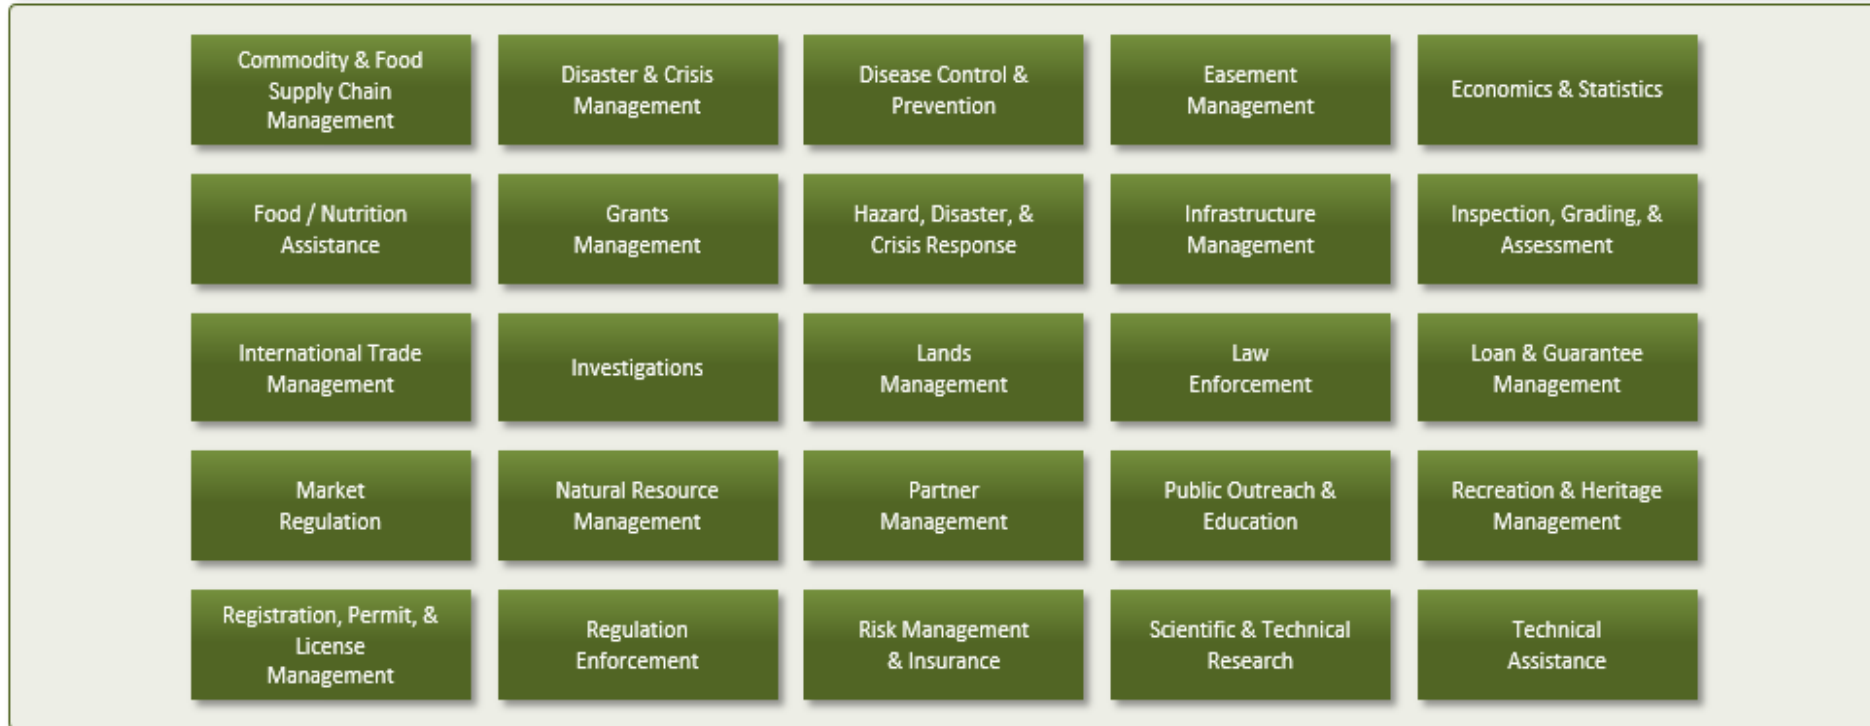 Commodity & Food
Supply Chain
Management
Disaster & Crisis
Management
Disease Control &
Prevention
Easement
Management
Economics & Statistics
Food / Nutrition
Assistance
Grants
Management
Hazard, Disaster, &
Crisis Response
Infrastructure
Management
Inspection, Grading, &
Assessment
International Trade
Management
Investigations
Lands
Management
Law
Enforcement
Loan & Guarantee
Management
Market
Regulation
Natural Resource
Management
Partner
Management
Public Outreach &
Education
Recreation & Heritage
Management
Registration, Permit, &
License
Management
Regulation
Enforcement
Risk Management
& Insurance
Scientific & Technical
Research
Technical
Assistance